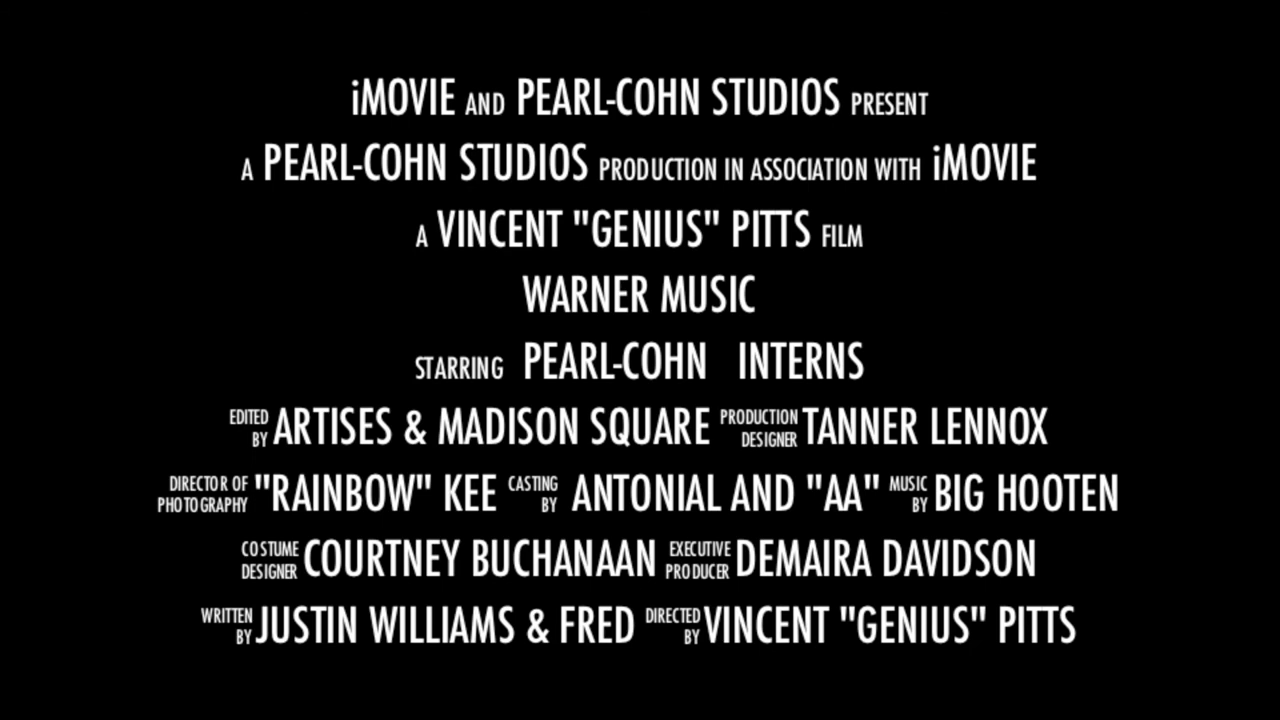 iMOVIE AND PEARL-COHN STUDIOS PRESENT
A PEARL-COHN STUDIOS PRODUCTION IN ASSOCIATION WITH iMOVIE
A VINCENT "GENIUS" PITTS FILM
WARNER MUSIC
STARRING PEARL-COHN INTERNS
EDITED BY ARTISES & MADISON SQUARE PRODUCTION DESIGNER TANNER LENNOX
DIRECTOR OF PHOTOGRAPHY "RAINBOW" KEE CASTING BY ANTONIAL AND "AA" MUSIC BY BIG HOOTEN
COSTUME DESIGNER COURTNEY BUCHANAAN EXECUTIVE PRODUCER DEMAIRA DAVIDSON
WRITTEN BY JUSTIN WILLIAMS & FRED DIRECTED BY VINCENT "GENIUS" PITTS